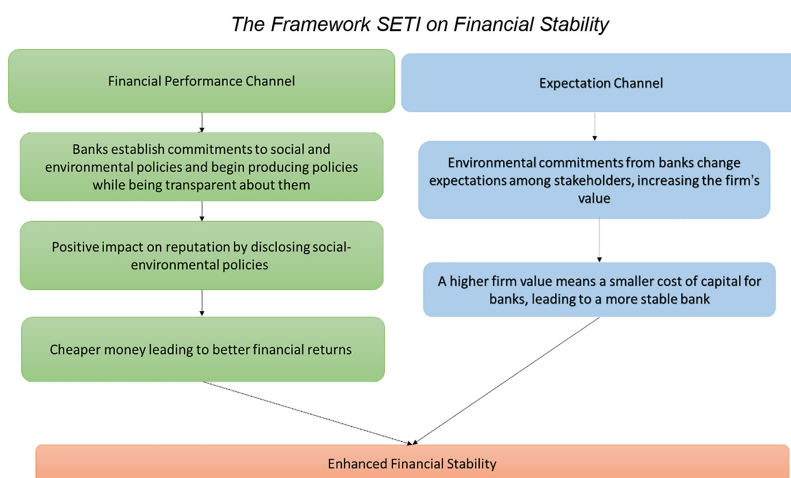 The Framework SETI on Financial Stability
Financial Performance Channel
Banks establish commitments to social and
environmental policies and begin producing policies
while being transparent about them
Positive impact on reputation by disclosing social-
environmental policies
Cheaper money leading to better financial returns
Expectation Channel
Environmental commitments from banks change
expectations among stakeholders, increasing the firm's
value
A higher firm value means a smaller cost of capital for
banks, leading to a more stable bank
Enhanced Financial Stability